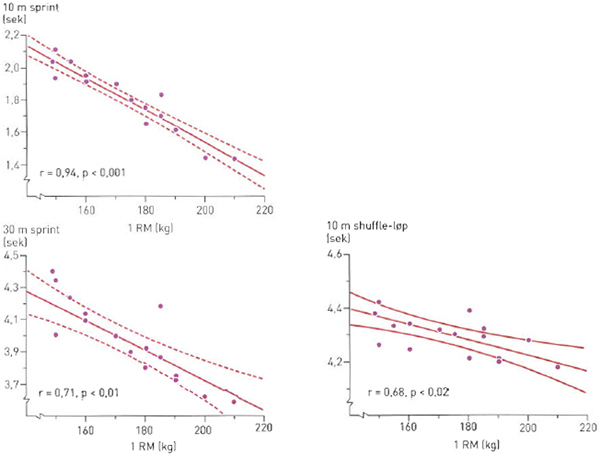 10 m sprint
(sek)
2,2
2,0
1,8
1,6
1,4
r = 0,94, p < 0,001
160 180 200 220
1 RM (kg)
30 m sprint
(sek)
4,5
4,3
4,1
3,9
3,7
r = 0,71, p < 0,01
160 180 200 220
1 RM (kg)
10 m shuffle-løp
(sek)
4,6
4,4
4,2
r = 0,68, p < 0,02
160 180 200 220
1 RM (kg)